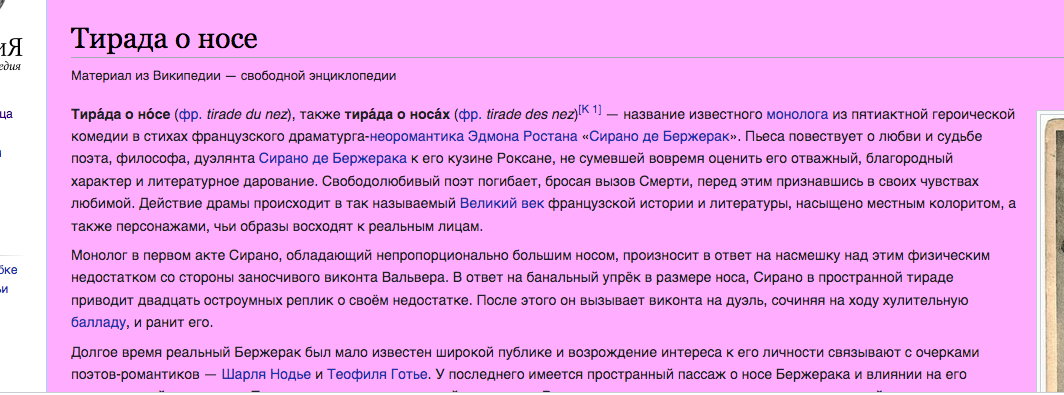 Тирада о носе
Материал из Википедии — свободной энциклопедии
Тира́да о но́се (фр. tirade du nez), также тира́да о носа́х (фр. tirade des nez)[К 1] — название известного монолога из пятиактной героической
комедии в стихах французского драматурга-неоромантика Эдмона Ростана «Сирано де Бержерак». Пьеса повествует о любви и судьбе
поэта, философа, дуэлянта Сирано де Бержерака к его кузине Роксане, не сумевшей вовремя оценить его отважный, благородный
характер и литературное дарование. Свободолюбивый поэт погибает, бросая вызов Смерти, перед этим признавшись в своих чувствах
любимой. Действие драмы происходит в так называемый Великий век французской истории и литературы, насыщено местным колоритом, а
также персонажами, чьи образы восходят к реальным лицам.
Монолог в первом акте Сирано, обладающий непропорционально большим носом, произносит в ответ на насмешку над этим физическим
недостатком со стороны заносчивого виконта Вальвера. В ответ на банальный упрёк в размере носа, Сирано в пространной тираде
приводит двадцать остроумных реплик о своём недостатке. После этого он вызывает виконта на дуэль, сочиняя на ходу хулительную
балладу, и ранит его.
Долгое время реальный Бержерак был мало известен широкой публике и возрождение интереса к его личности связывают с очерками
поэтов-романтиков — Шарля Нодье и Теофиля Готье. У последнего имеется пространный пассаж о носе Бержерака и влиянии на его